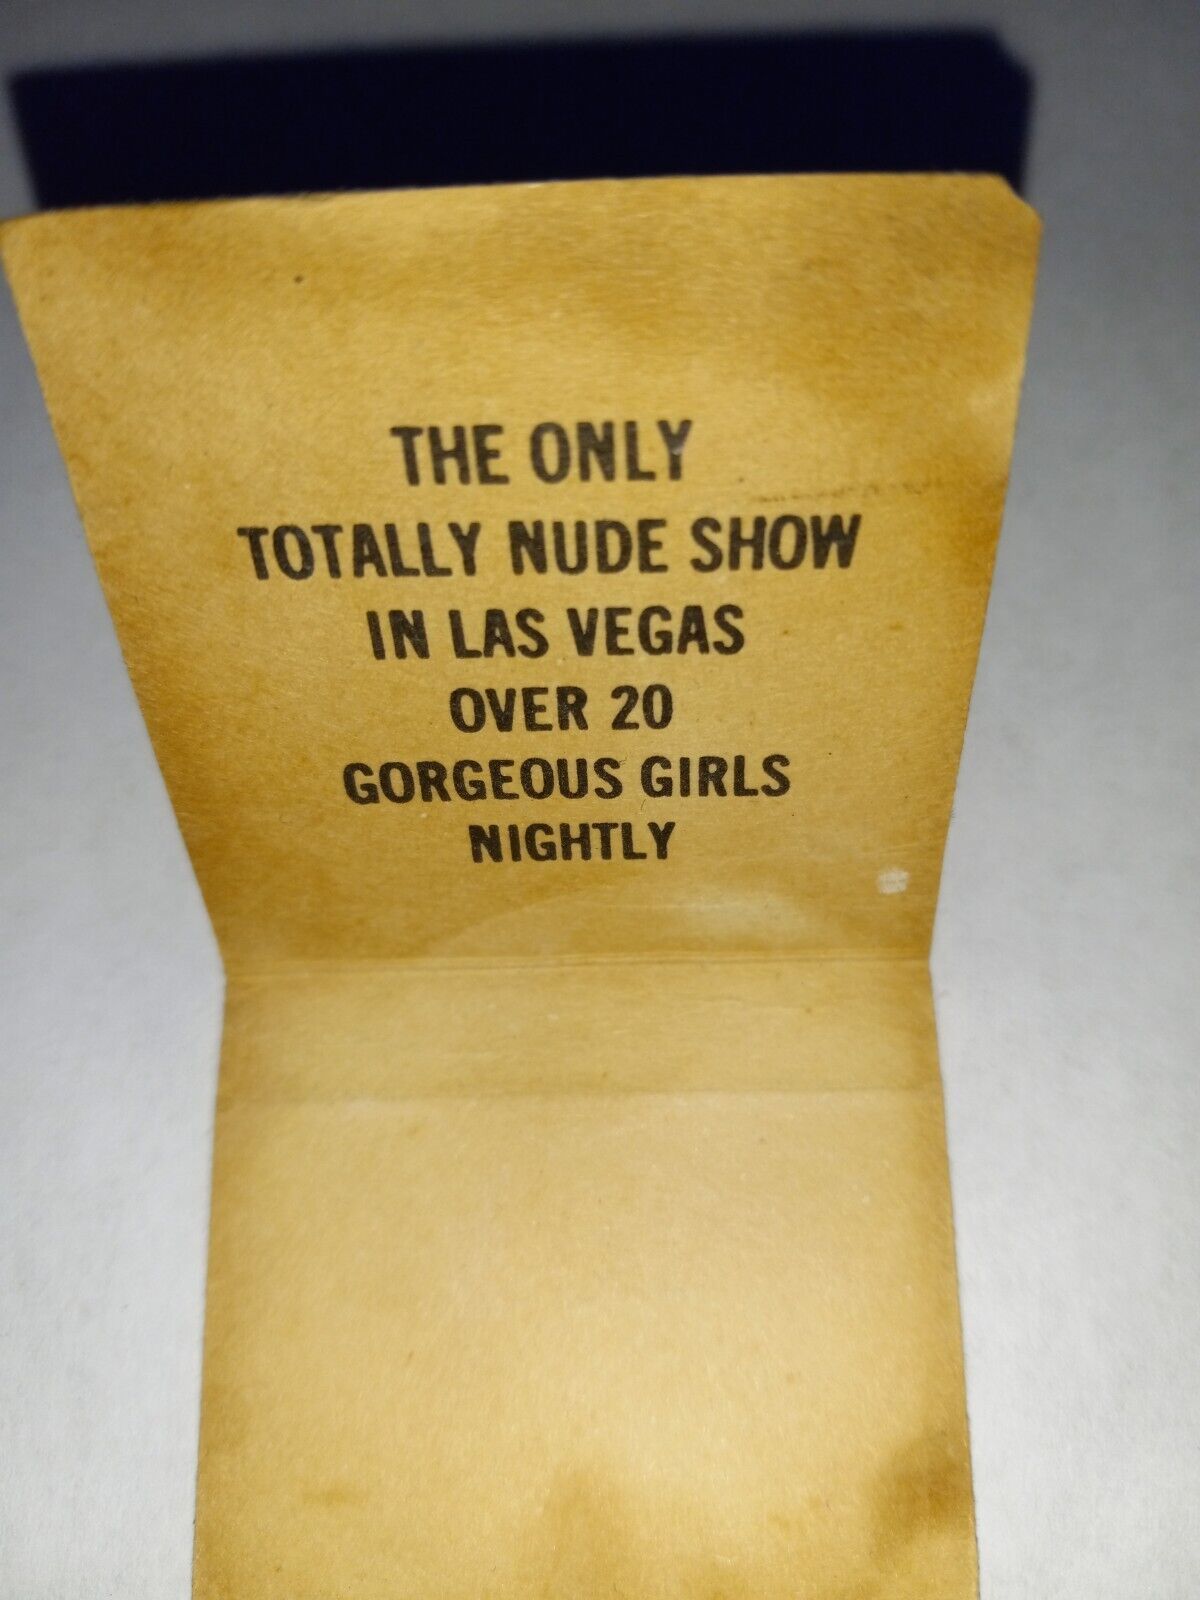 THE ONLY
TOTALLY NUDE SHOW
IN LAS VEGAS
OVER 20
GORGEOUS GIRLS
NIGHTLY